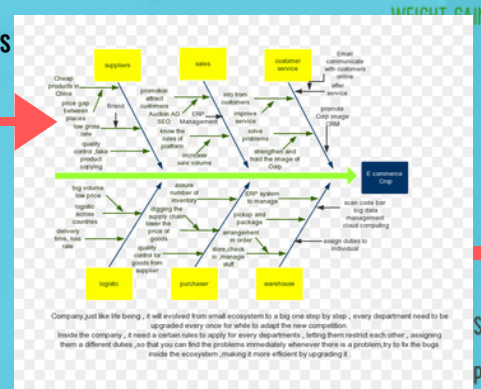 WEIGHT GAIN
S
suppliers
sales
customer
service
Email
communicate
with customers
online
after
service
promote
Corp image
CRM
Cheap
products in
China
price gap
between
places
Brand
low gross
rate
quality
control ,fake
product
copying
promotion
attract
customers
Auction AD
SEO
ERP
Management
know the
rules of
platform
increase
sale volume
info from
customers
improve
service
solve
problems
strengthen and
hold the image of
Corp
E commerce
Crop
big volume
low price
logistic
across
countries
delivery
time, loss
rate
assure
number of
inventory
digging the
supply chain
lower the
price of
goods
quality
control for
goods from
supplier
ERP system
to manage
pickup and
package
arrangement
in order
store,check
in ,manage
stuff
scan code bar
big data
management
cloud computing
assign duties to
individual
logistic
purchaser
warehouse
Company,just like life being , it will evolved from small ecosystem to a big one step by step , every department need to be
upgraded every once for while to adapt the new competition.
Inside the company , it need a certain rules to apply for every departments , letting them restrict each other , assigning
them a different duties ,so that you can find the problems immediately whenever there is a problem,try to fix the bugs
inside the ecosystem ,making it more efficient by upgrading it
S
P